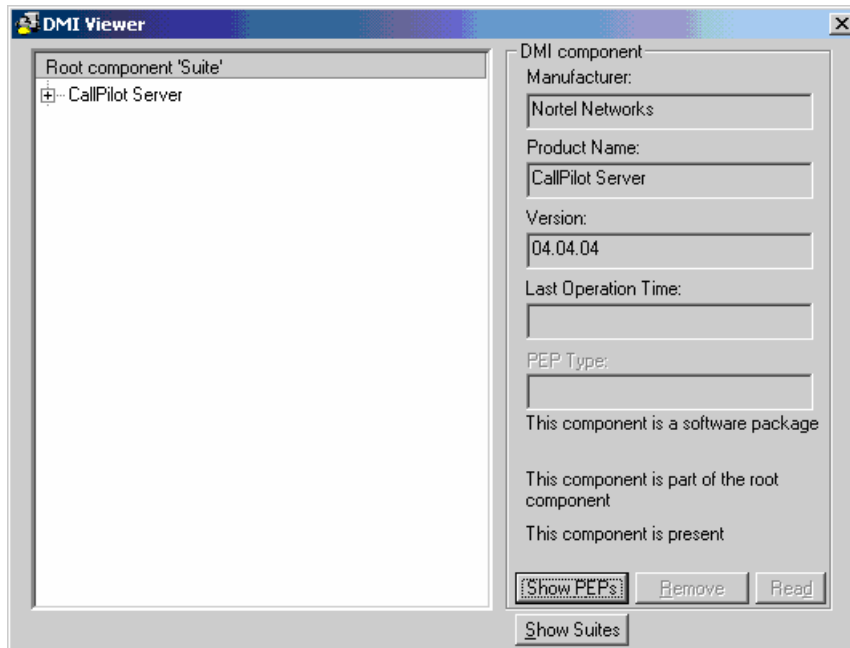 DMI Viewer
Root component 'Suite'
CallPilot Server
DMI component
Manufacturer:
Nortel Networks
Product Name:
CallPilot Server
Version:
04.04.04
Last Operation Time:
PEP Type:
This component is a software package
This component is part of the root
component
This component is present
Show PEPs Remove Read
Show Suites